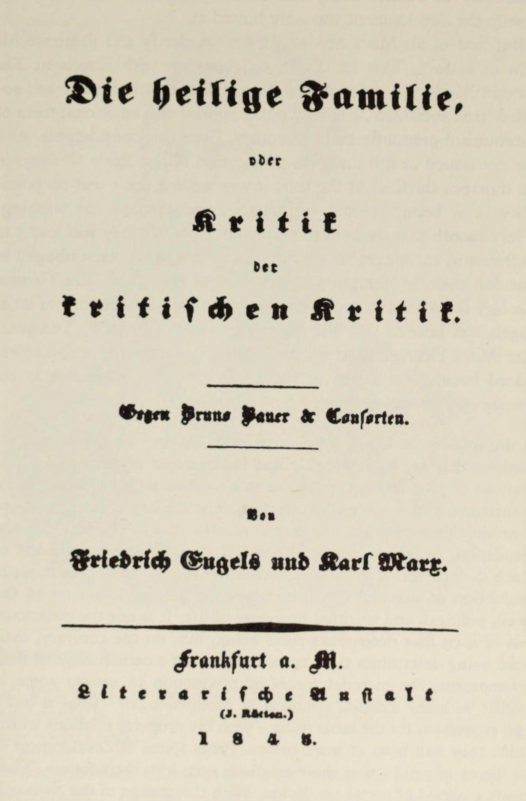 Die heilige Familie,
oder
Kritik
der
kritischen Kritik.
Gegen Bruno Bauer & Consorten.
Von
Friedrich Engels und Karl Marx.
Frankfurt a. M.
Literarische Anstalt
(J. Rütten.)
1845.